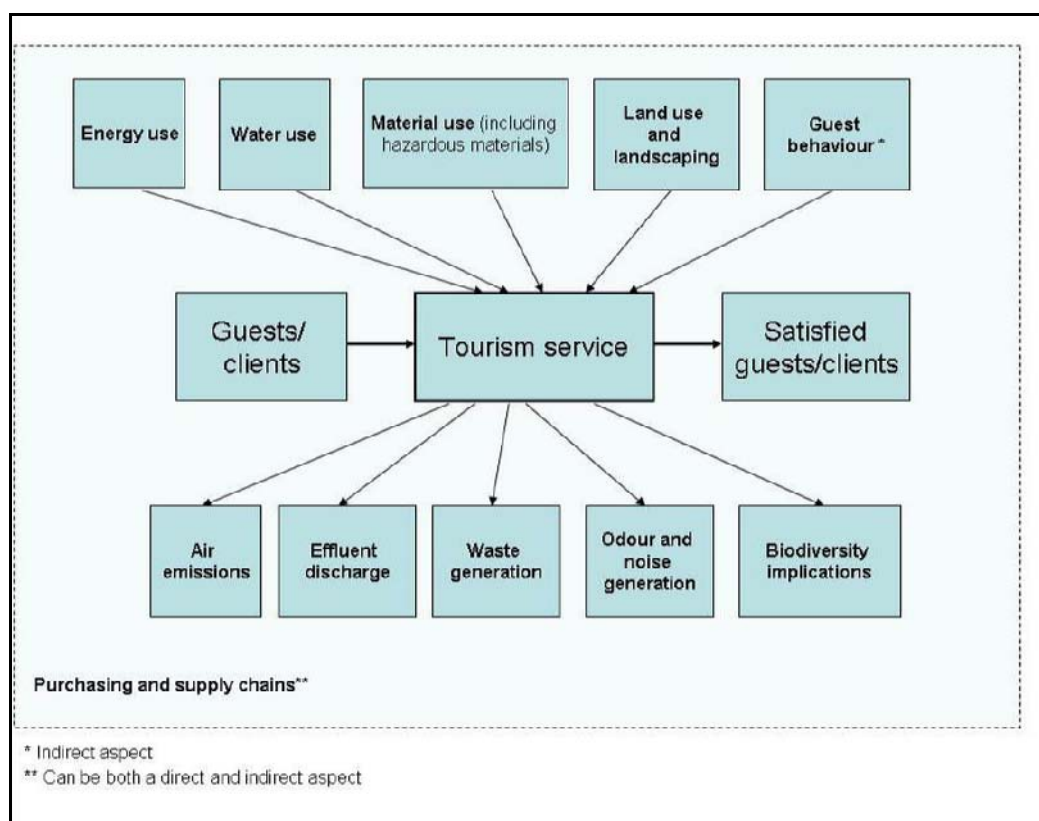 Energy use
Water use
Material use (including
hazardous materials)
Land use
and
landscaping
Guest
behaviour *
Guests/
clients
Tourism service
Satisfied
guests/clients
Air
emissions
Effluent
discharge
Waste
generation
Odour and
noise
generation
Biodiversity
implications
Purchasing and supply chains**
* Indirect aspect
** Can be both a direct and indirect aspect